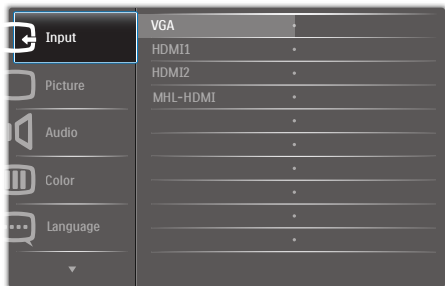 Input
Picture
Audio
Color
Language
VGA
HDMI1
HDMI2
MHL-HDMI